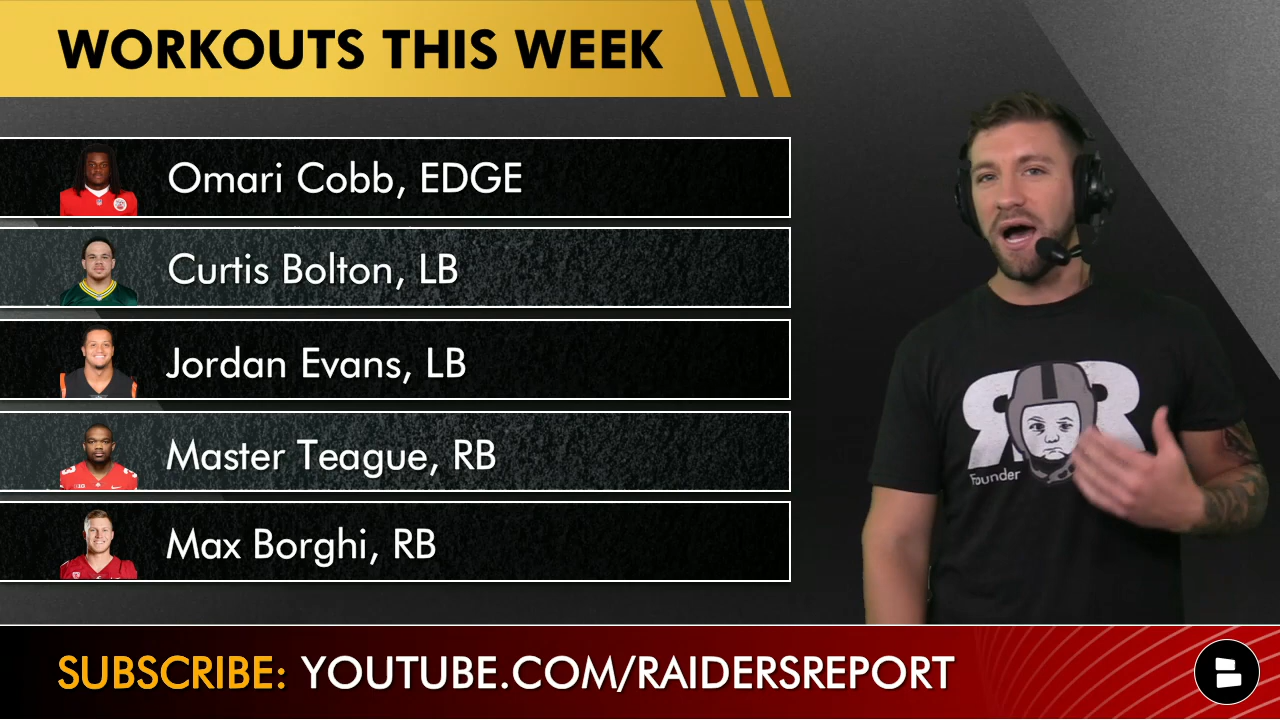 WORKOUTS THIS WEEK
Omari Cobb, EDGE
Curtis Bolton, LB
Jordan Evans, LB
Master Teague, RB
Max Borghi, RB
RR
Founder
SUBSCRIBE: YOUTUBE.COM/RAIDERSREPORT